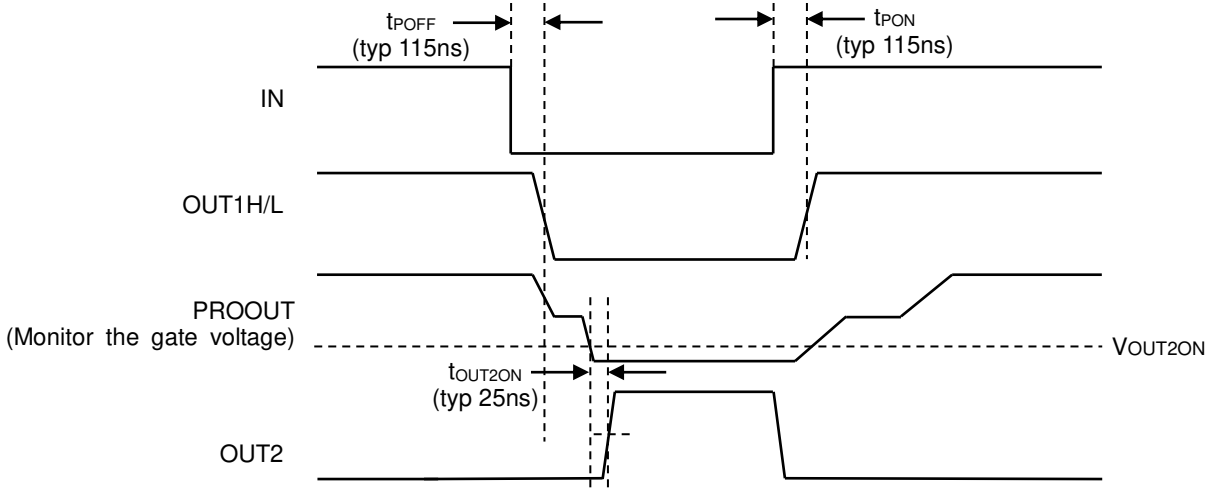 tPOFF
(typ 115ns)
tPON
(typ 115ns)
IN
OUT1H/L
PROOUT
(Monitor the gate voltage)
VOUT2ON
tOUT2ON
(typ 25ns)
OUT2